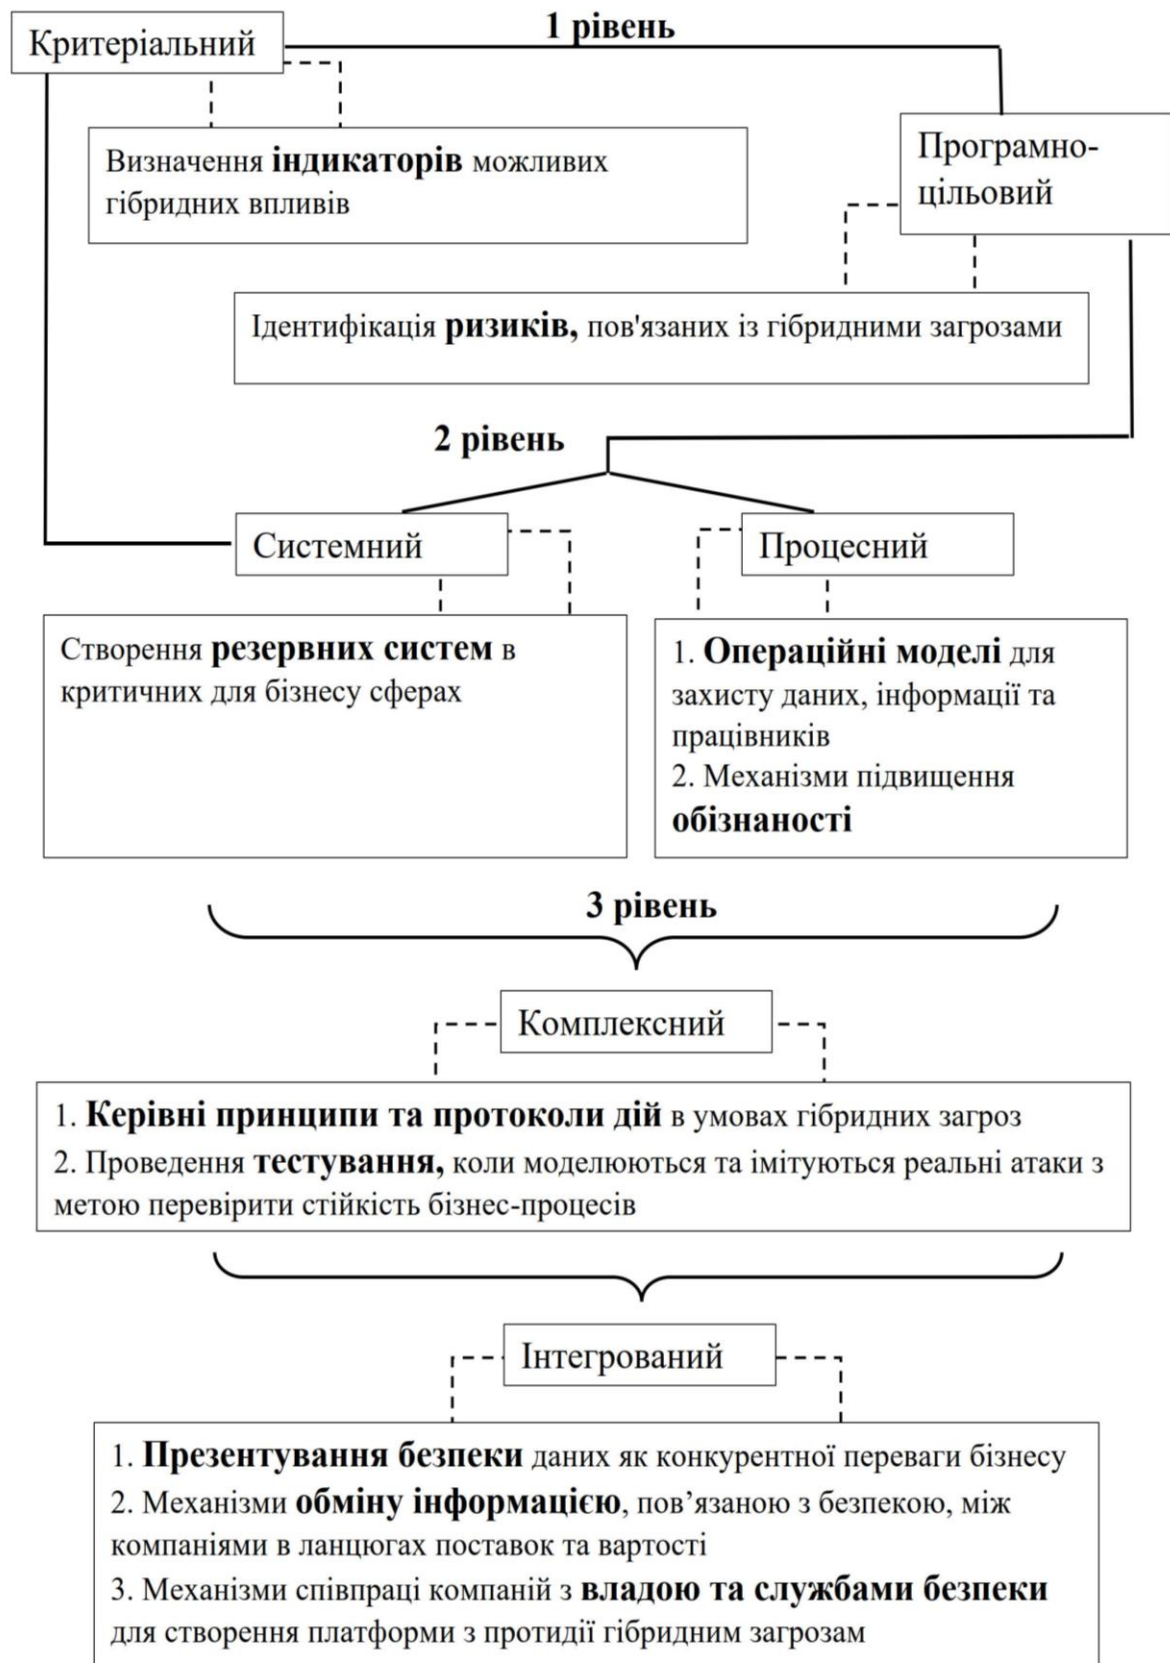 1 рівень
Критеріальний
Визначення індикаторів можливих
гібридних впливів
Програмно-
цільовий
Ідентифікація ризиків, пов'язаних із гібридними загрозами
2 рівень
Системний
Процесний
Створення резервних систем в
критичних для бізнесу сферах
1. Операційні моделі для
захисту даних, інформації та
працівників
2. Механізми підвищення
обізнаності
3 рівень
Комплексний
1. Керівні принципи та протоколи дій в умовах гібридних загроз
2. Проведення тестування, коли моделюються та імітуються реальні атаки з
метою перевірити стійкість бізнес-процесів
Інтегрований
1. Презентування безпеки даних як конкурентної переваги бізнесу
2. Механізми обміну інформацією, пов’язаною з безпекою, між
компаніями в ланцюгах поставок та вартості
3. Механізми співпраці компаній з владою та службами безпеки
для створення платформи з протидії гібридним загрозам